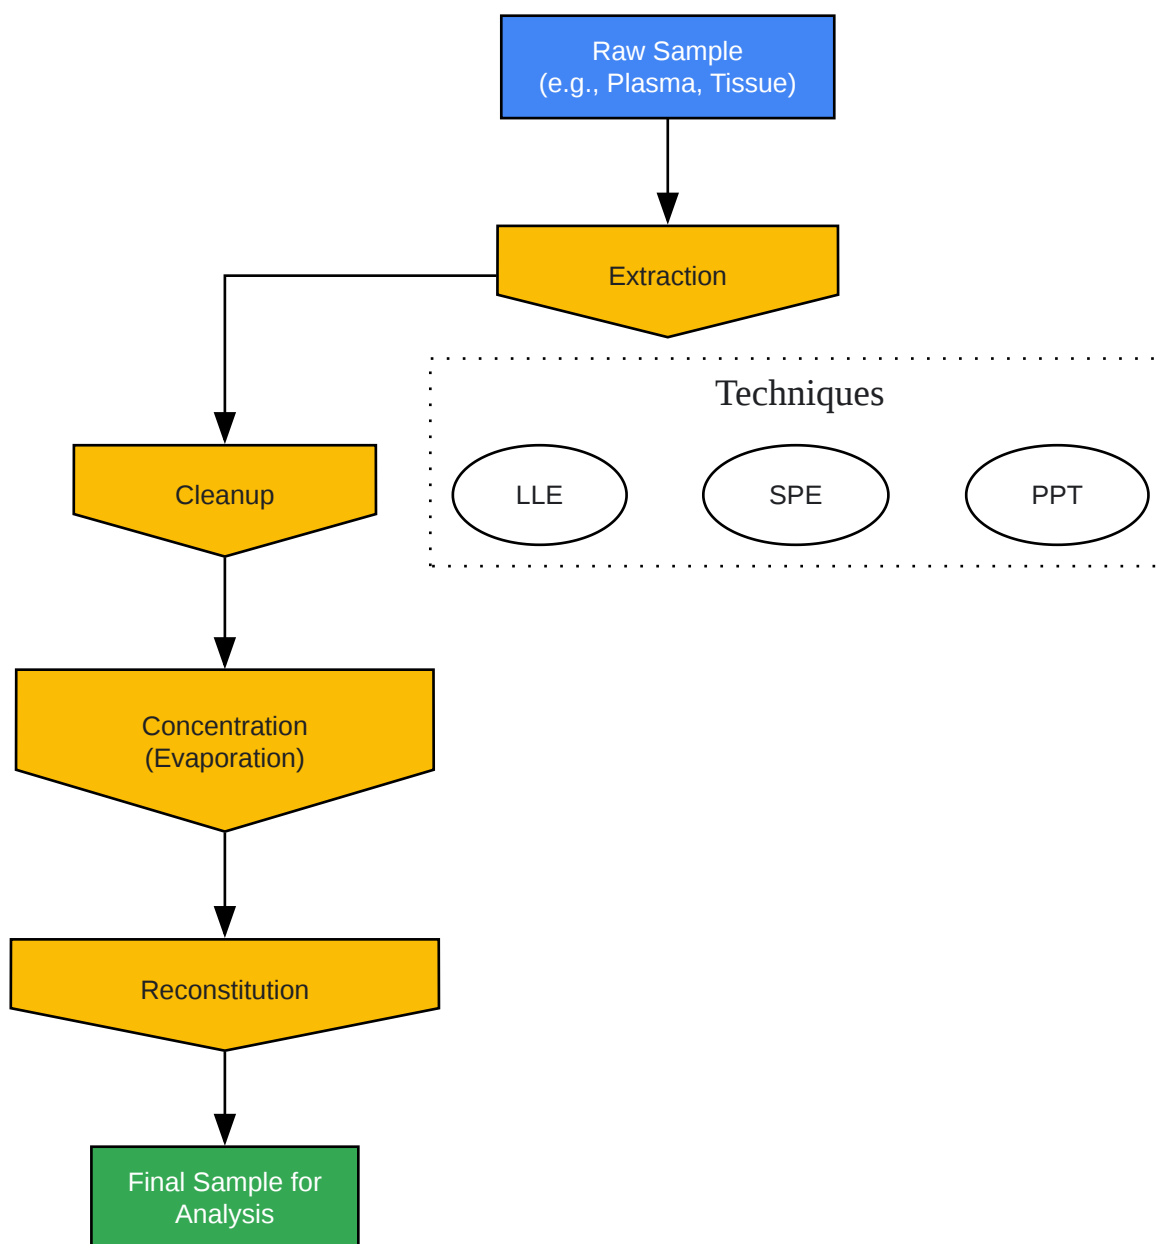 Raw Sample
(e.g., Plasma, Tissue)
Extraction
Techniques
LLE
SPE
PPT
Cleanup
Concentration
(Evaporation)
Reconstitution
Final Sample for
Analysis